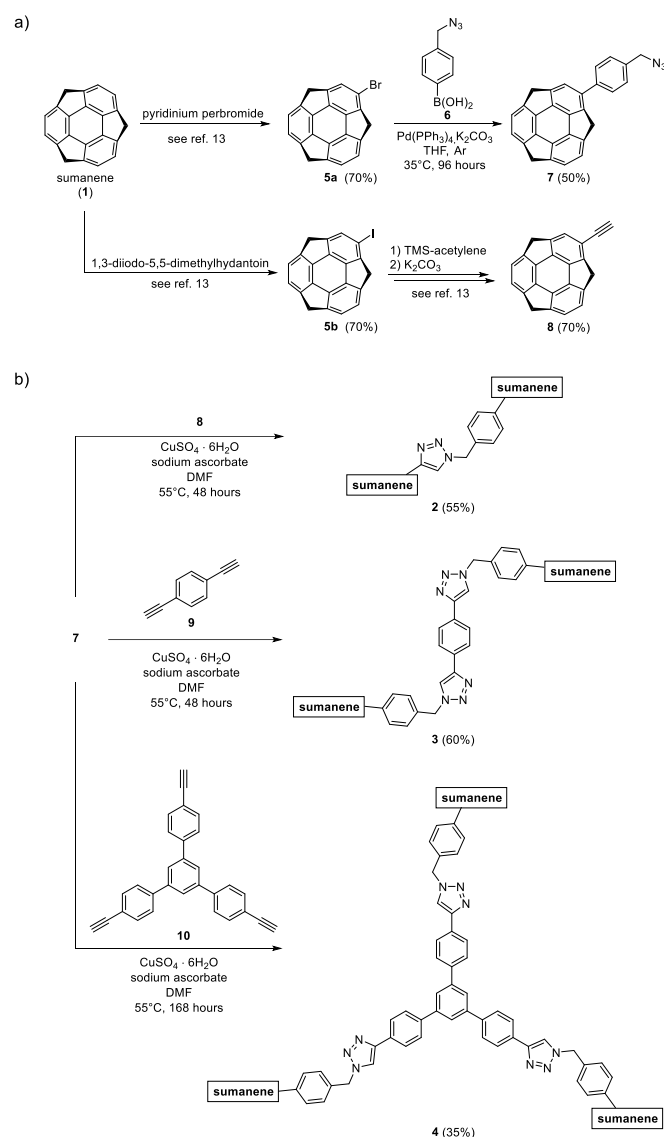 a)
N₃
Br
N₃
pyridinium perbromide
see ref. 13
B(OH)₂
6
Pd(PPh₃)₄,K₂CO₃
THF, Ar
35°C, 96 hours
sumanene
(1)
5a (70%)
7 (50%)
I
1,3-diiodo-5,5-dimethylhydantoin
see ref. 13
1) TMS-acetylene
2) K₂CO₃
see ref. 13
5b (70%)
8 (70%)
b)
8
CuSO₄ · 6H₂O
sodium ascorbate
DMF
55°C, 48 hours
sumanene
N N
N
sumanene
2 (55%)
9
7
CuSO₄ · 6H₂O
sodium ascorbate
DMF
55°C, 48 hours
N
N
N
sumanene
N
N N
sumanene
3 (60%)
10
CuSO₄ · 6H₂O
sodium ascorbate
DMF
55°C, 168 hours
sumanene
N N
N
N N
N
N
N N
sumanene
sumanene
4 (35%)